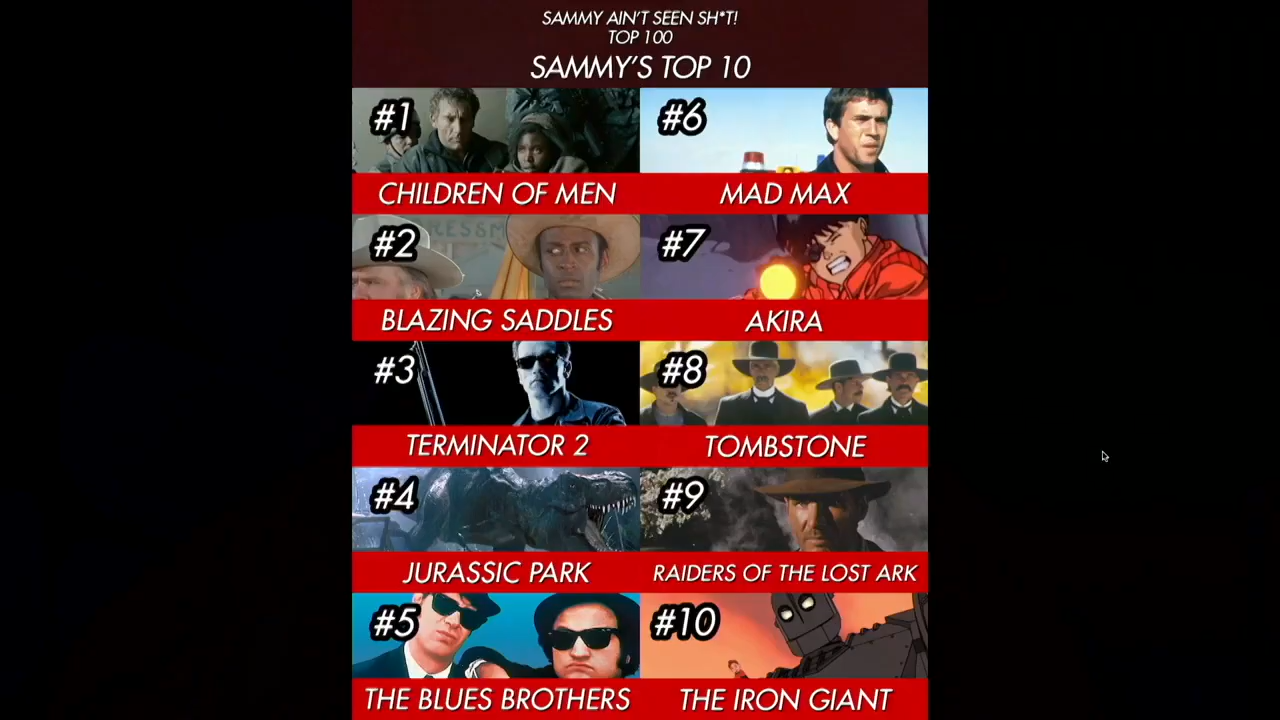 SAMMY AIN'T SEEN SH*T!
TOP 100
SAMMY'S TOP 10
#1
CHILDREN OF MEN
#2
BLAZING SADDLES
#3
TERMINATOR 2
#4
JURASSIC PARK
#5
THE BLUES BROTHERS
#6
MAD MAX
#7
AKIRA
#8
TOMBSTONE
#9
RAIDERS OF THE LOST ARK
#10
THE IRON GIANT